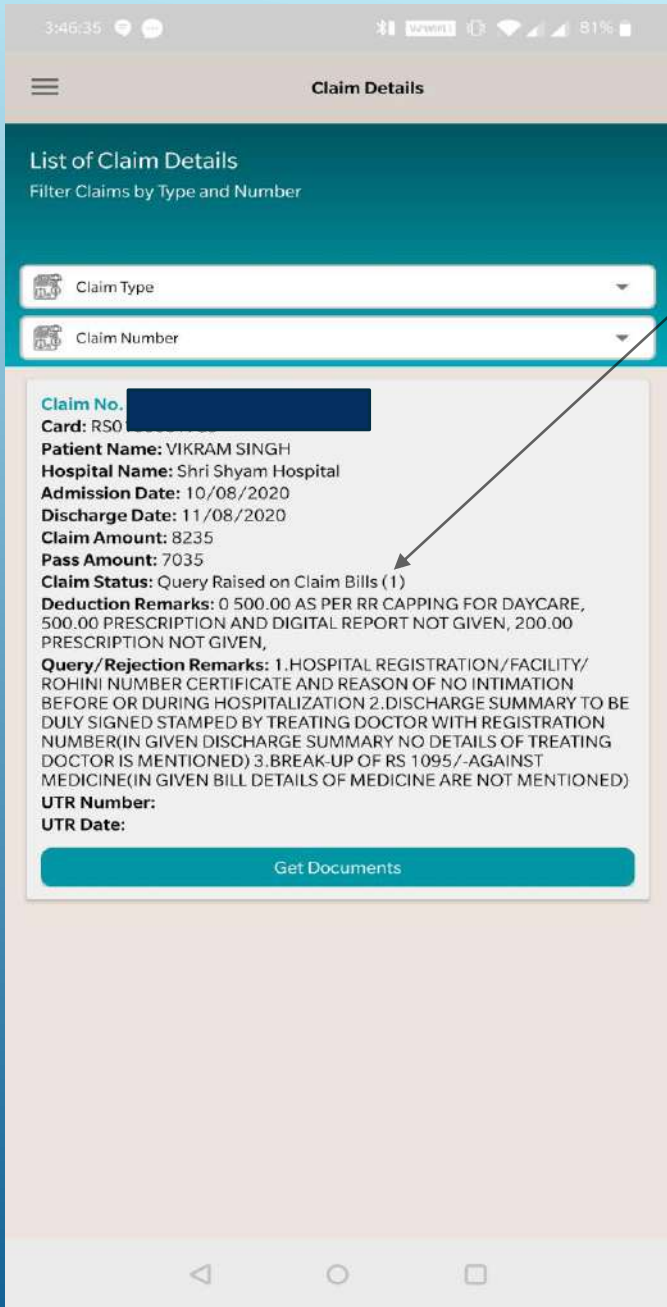 3:46:35
81%
Claim Details
List of Claim Details
Filter Claims by Type and Number
Claim Type
Claim Number
Claim No.
Card: RS0
Patient Name: VIKRAM SINGH
Hospital Name: Shri Shyam Hospital
Admission Date: 10/08/2020
Discharge Date: 11/08/2020
Claim Amount: 8235
Pass Amount: 7035
Claim Status: Query Raised on Claim Bills (1)
Deduction Remarks: 0 500.00 AS PER RR CAPPING FOR DAYCARE,
500.00 PRESCRIPTION AND DIGITAL REPORT NOT GIVEN, 200.00
PRESCRIPTION NOT GIVEN,
Query/Rejection Remarks: 1.HOSPITAL REGISTRATION/FACILITY/
ROHINI NUMBER CERTIFICATE AND REASON OF NO INTIMATION
BEFORE OR DURING HOSPITALIZATION 2.DISCHARGE SUMMARY TO BE
DULY SIGNED STAMPED BY TREATING DOCTOR WITH REGISTRATION
NUMBER(IN GIVEN DISCHARGE SUMMARY NO DETAILS OF TREATING
DOCTOR IS MENTIONED) 3.BREAK-UP OF RS 1095/-AGAINST
MEDICINE(IN GIVEN BILL DETAILS OF MEDICINE ARE NOT MENTIONED)
UTR Number:
UTR Date:
Get Documents